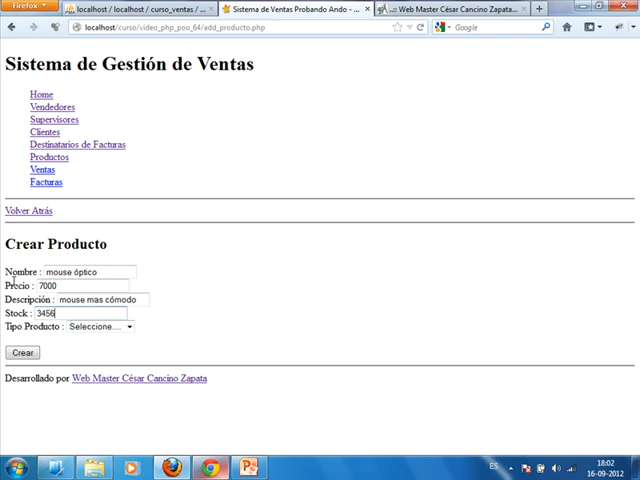 Firefox
localhost / localhost / curso_ventas / ...
Sistema de Ventas Probando Ando - ...
..:: Web Master César Cancino Zapata...
localhost/curso/video_php_poo_64/add_producto.php
Google
Sistema de Gestión de Ventas
Home
Vendedores
Supervisores
Clientes
Destinatarios de Facturas
Productos
Ventas
Facturas
Volver Atrás
Crear Producto
Nombre : mouse óptico
Precio : 7000
Descripción : mouse mas cómodo
Stock : 3456
Tipo Producto : Seleccione.....
Crear
Desarrollado por Web Master César Cancino Zapata
ES
18:02
16-09-2012